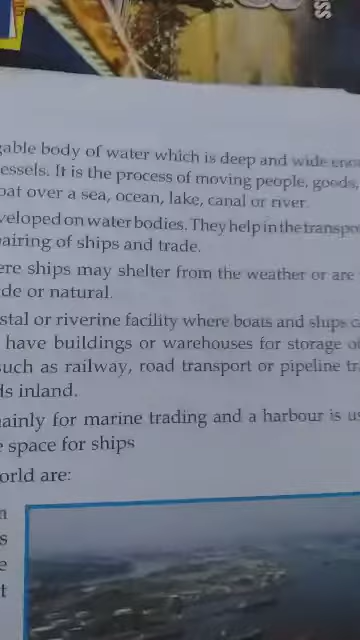 SS
gable body of water which is deep and wide eno
essels. It is the process of moving people, goods,
oat over a sea, ocean, lake, canal or river.
veloped on water bodies. They help in the transpo
airing of ships and trade.
ere ships may shelter from the weather or are
de or natural.
stal or riverine facility where boats and ships c
have buildings or warehouses for storage o
such as railway, road transport or pipeline tr
ds inland.
ainly for marine trading and a harbour is us
e space for ships
orld are:
n
s
e
t